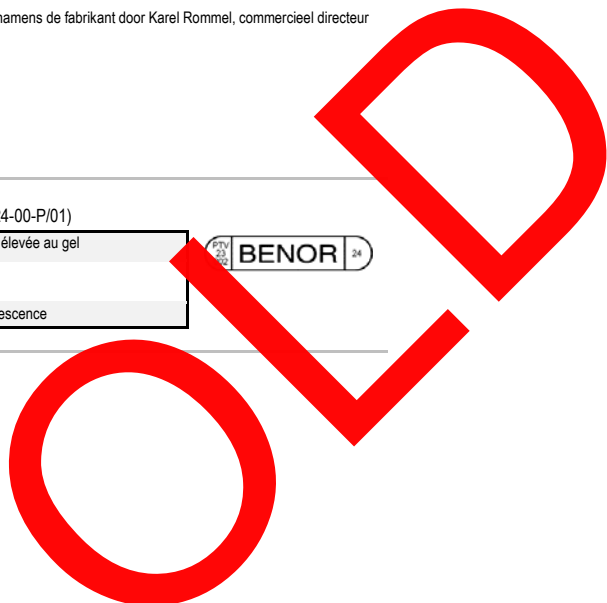 namens de fabrikant door Karel Rommel, commercieel directeur
24-00-P/01)
élevée au gel
PTV
23
BENOR
24
escence
OLD